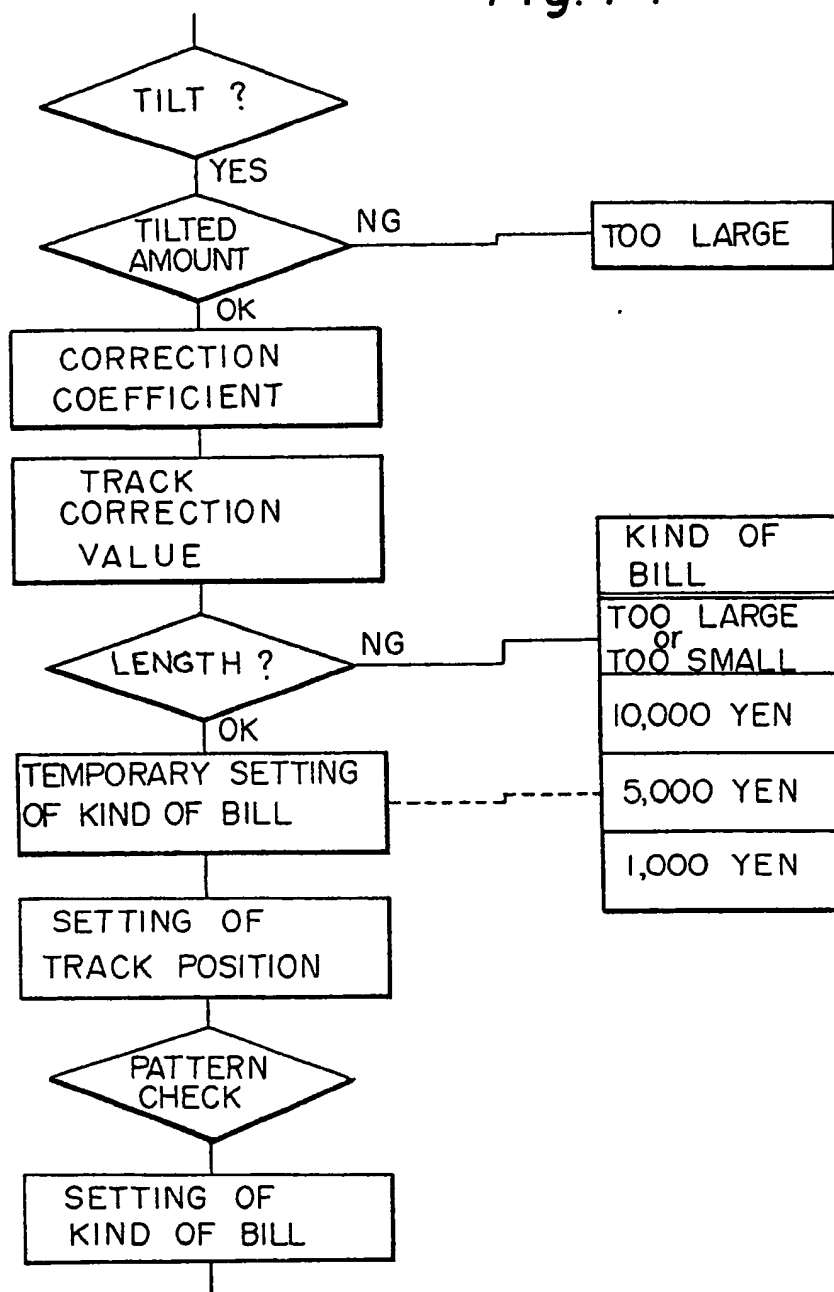 TILT ?
YES
TILTED
AMOUNT
NG
TOO LARGE
OK
CORRECTION
COEFFICIENT
TRACK
CORRECTION
VALUE
LENGTH ?
NG
OK
KIND OF
BILL
TOO LARGE
or
TOO SMALL
10,000 YEN
5,000 YEN
1,000 YEN
TEMPORARY SETTING
OF KIND OF BILL
SETTING OF
TRACK POSITION
PATTERN
CHECK
SETTING OF
KIND OF BILL